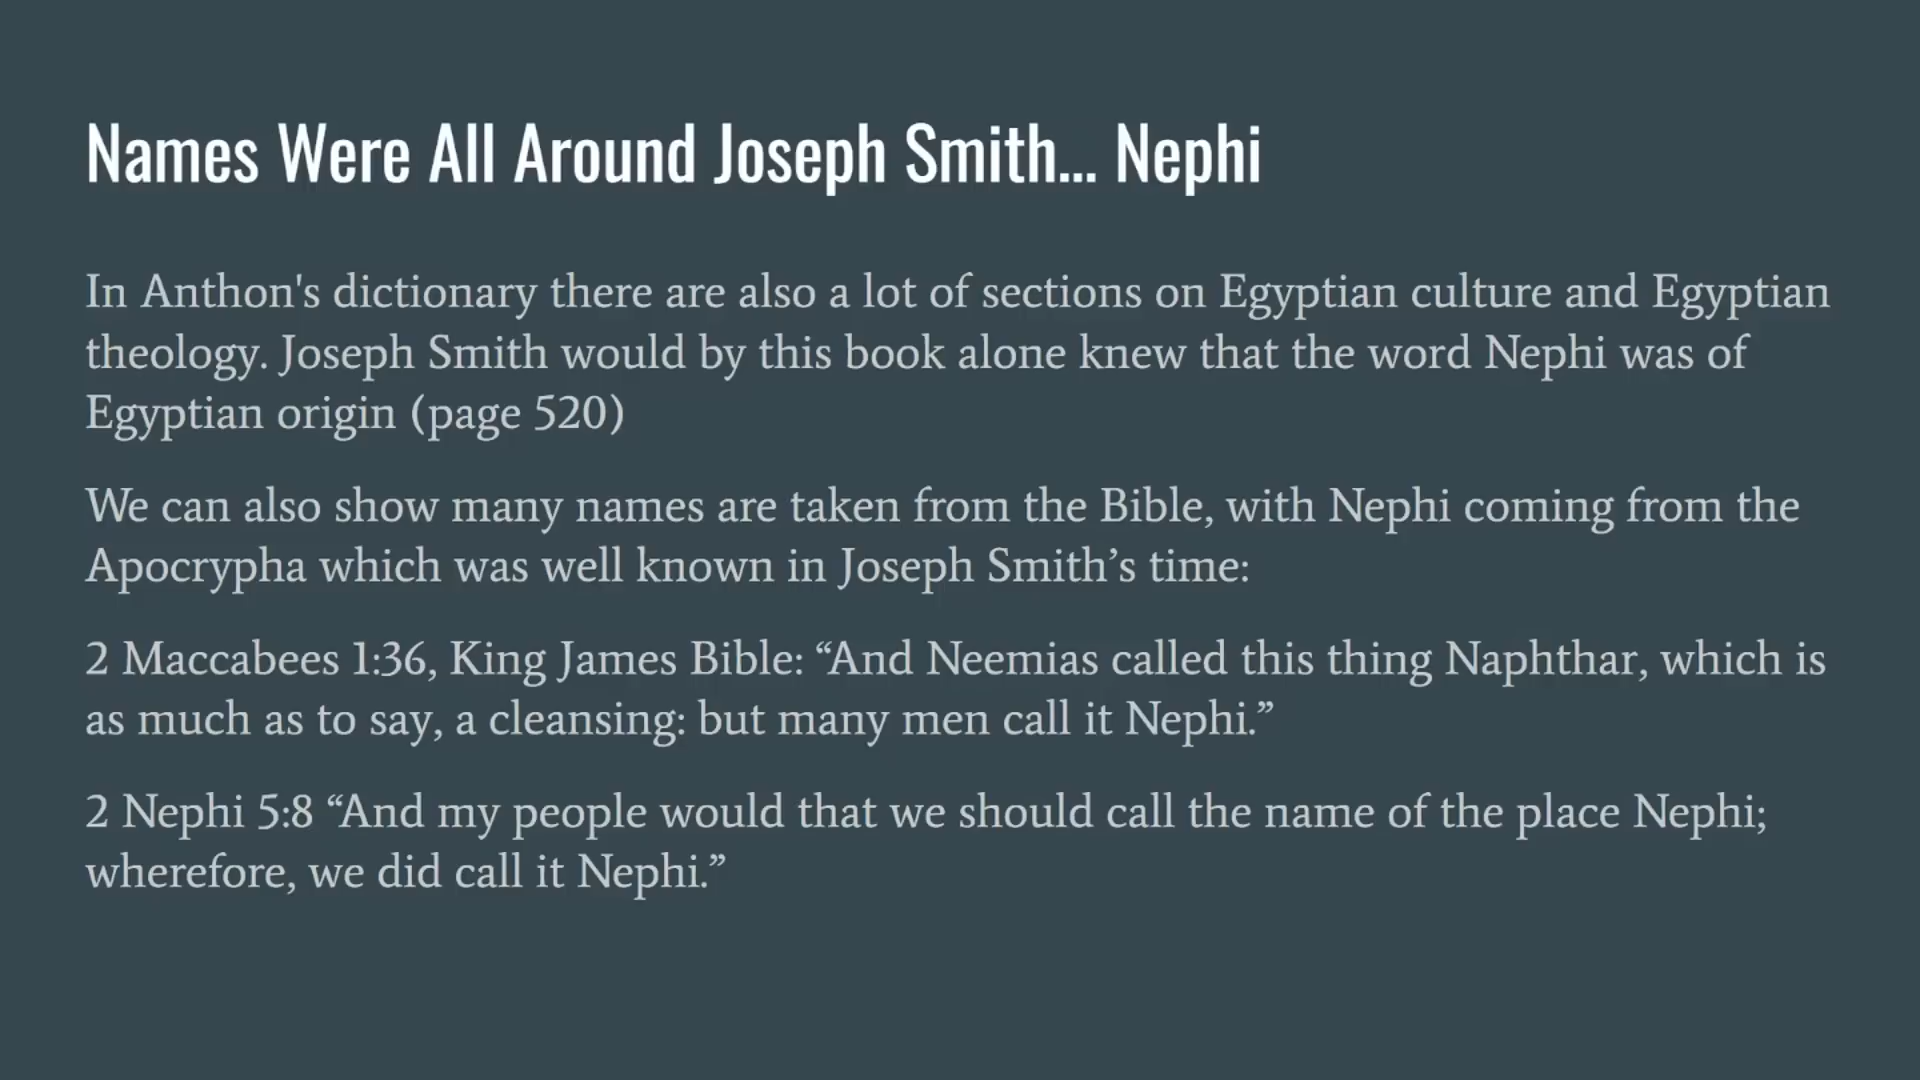 Names Were All Around Joseph Smith... Nephi
In Anthon's dictionary there are also a lot of sections on Egyptian culture and Egyptian
theology. Joseph Smith would by this book alone knew that the word Nephi was of
Egyptian origin (page 520)
We can also show many names are taken from the Bible, with Nephi coming from the
Apocrypha which was well known in Joseph Smith’s time:
2 Maccabees 1:36, King James Bible: “And Neemias called this thing Naphthar, which is
as much as to say, a cleansing: but many men call it Nephi.”
2 Nephi 5:8 “And my people would that we should call the name of the place Nephi;
wherefore, we did call it Nephi.”